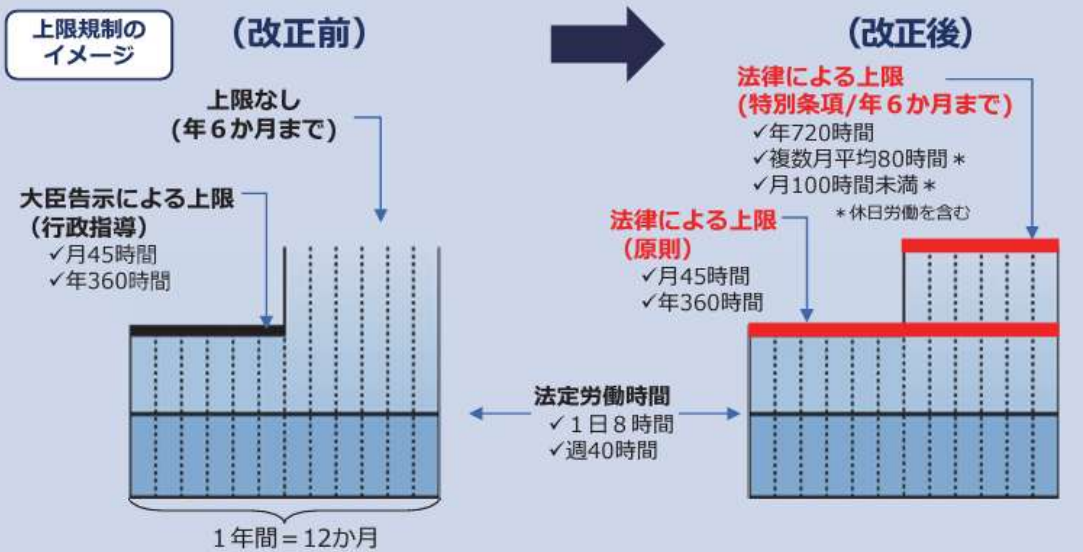 上限規制の
イメージ
（改正前）
（改正後）
上限なし
(年６か月まで)
大臣告示による上限
（行政指導）
✓月45時間
✓年360時間
法律による上限
(特別条項/年６か月まで)
✓年720時間
✓複数月平均80時間＊
✓月100時間未満＊
＊休日労働を含む
法律による上限
（原則）
✓月45時間
✓年360時間
法定労働時間
✓１日８時間
✓週40時間
１年間＝12か月